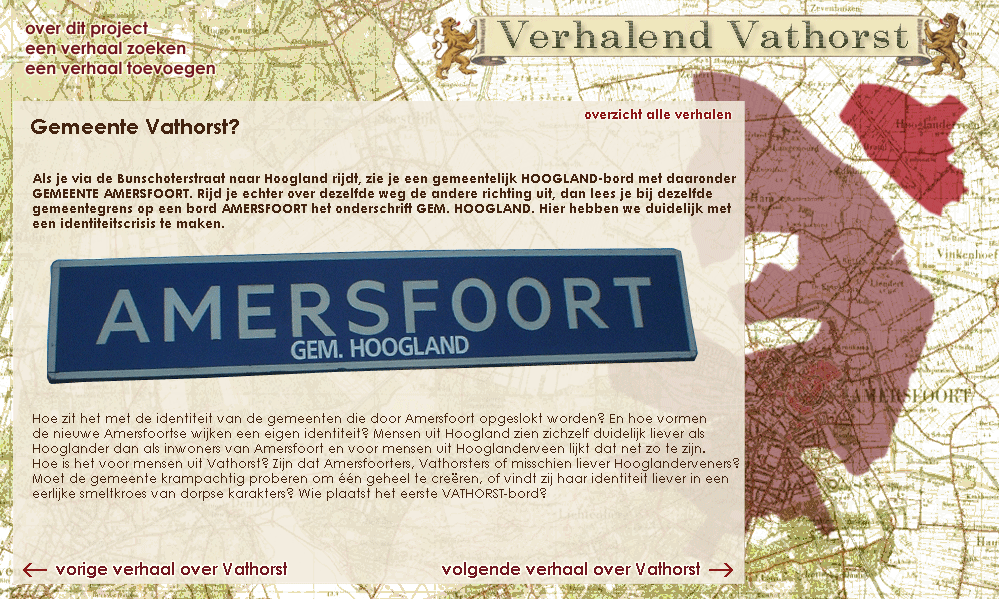 over dit project
een verhaal zoeken
een verhaal toevoegen
Verhalend Vathorst
overzicht alle verhalen
Gemeente Vathorst?
Als je via de Bunschoterstraat naar Hoogland rijdt, zie je een gemeentelijk HOOGLAND-bord met daaronder
GEMEENTE AMERSFOORT. Rijd je echter over dezelfde weg de andere richting uit, dan lees je bij dezelfde
gemeentegrens op een bord AMERSFOORT het onderschrift GEM. HOOGLAND. Hier hebben we duidelijk met
een identiteitscrisis te maken.
AMERSFOORT
GEM. HOOGLAND
Hoe zit het met de identiteit van de gemeenten die door Amersfoort opgeslokt worden? En hoe vormen
de nieuwe Amersfoortse wijken een eigen identiteit? Mensen uit Hoogland zien zichzelf duidelijk liever als
Hooglander dan als inwoners van Amersfoort en voor mensen uit Hooglanderveen lijkt dat net zo te zijn.
Hoe is het voor mensen uit Vathorst? Zijn dat Amersfoorters, Vathorsters of misschien liever Hooglanderveners?
Moet de gemeente krampachtig proberen om één geheel te creëren, of vindt zij haar identiteit liever in een
eerlijke smeltkroes van dorpse karakters? Wie plaatst het eerste VATHORST-bord?
← vorige verhaal over Vathorst
volgende verhaal over Vathorst →
Zevenhuizen
Hooglanderveen
Vinkenhoef
Liendert
AMERSFOORT